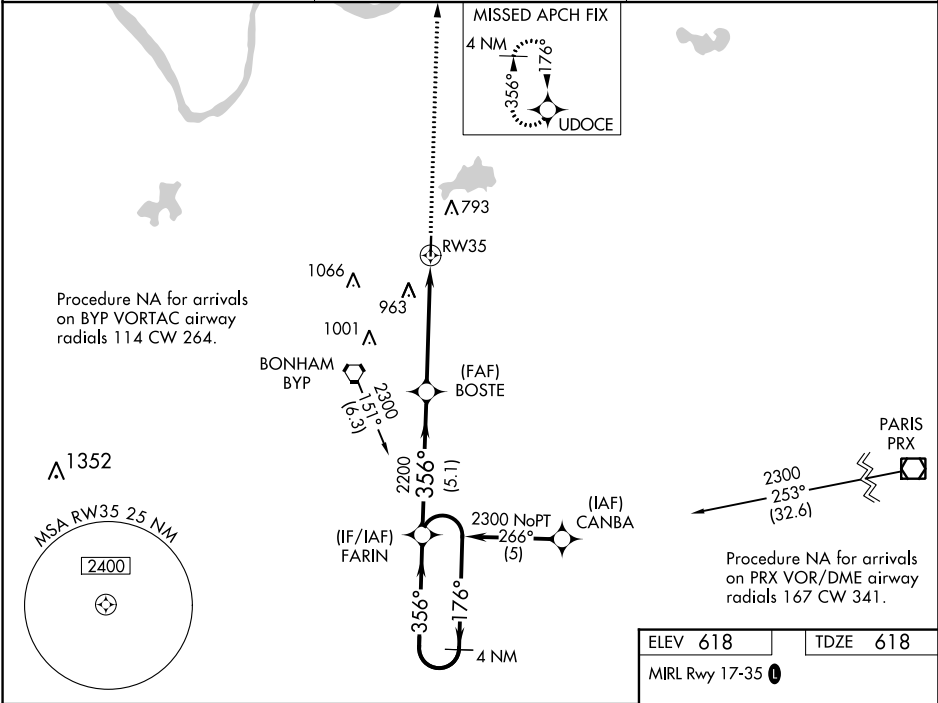 MISSED APCH FIX
4 NM
356°
176°
UDOCE
793
RW35
1066
963
1001
Procedure NA for arrivals
on BYP VORTAC airway
radials 114 CW 264.
BONHAM
BYP
2300
151°
(6.3)
(FAF)
BOSTE
2200
356°
(5.1)
PARIS
PRX
2300
253°
(32.6)
1352
MSA RW35 25 NM
2400
(IF/IAF)
FARIN
2300 NoPT
266°
(5)
(IAF)
CANBA
356°
176°
4 NM
Procedure NA for arrivals
on PRX VOR/DME airway
radials 167 CW 341.
ELEV 618
TDZE 618
MIRL Rwy 17-35 L